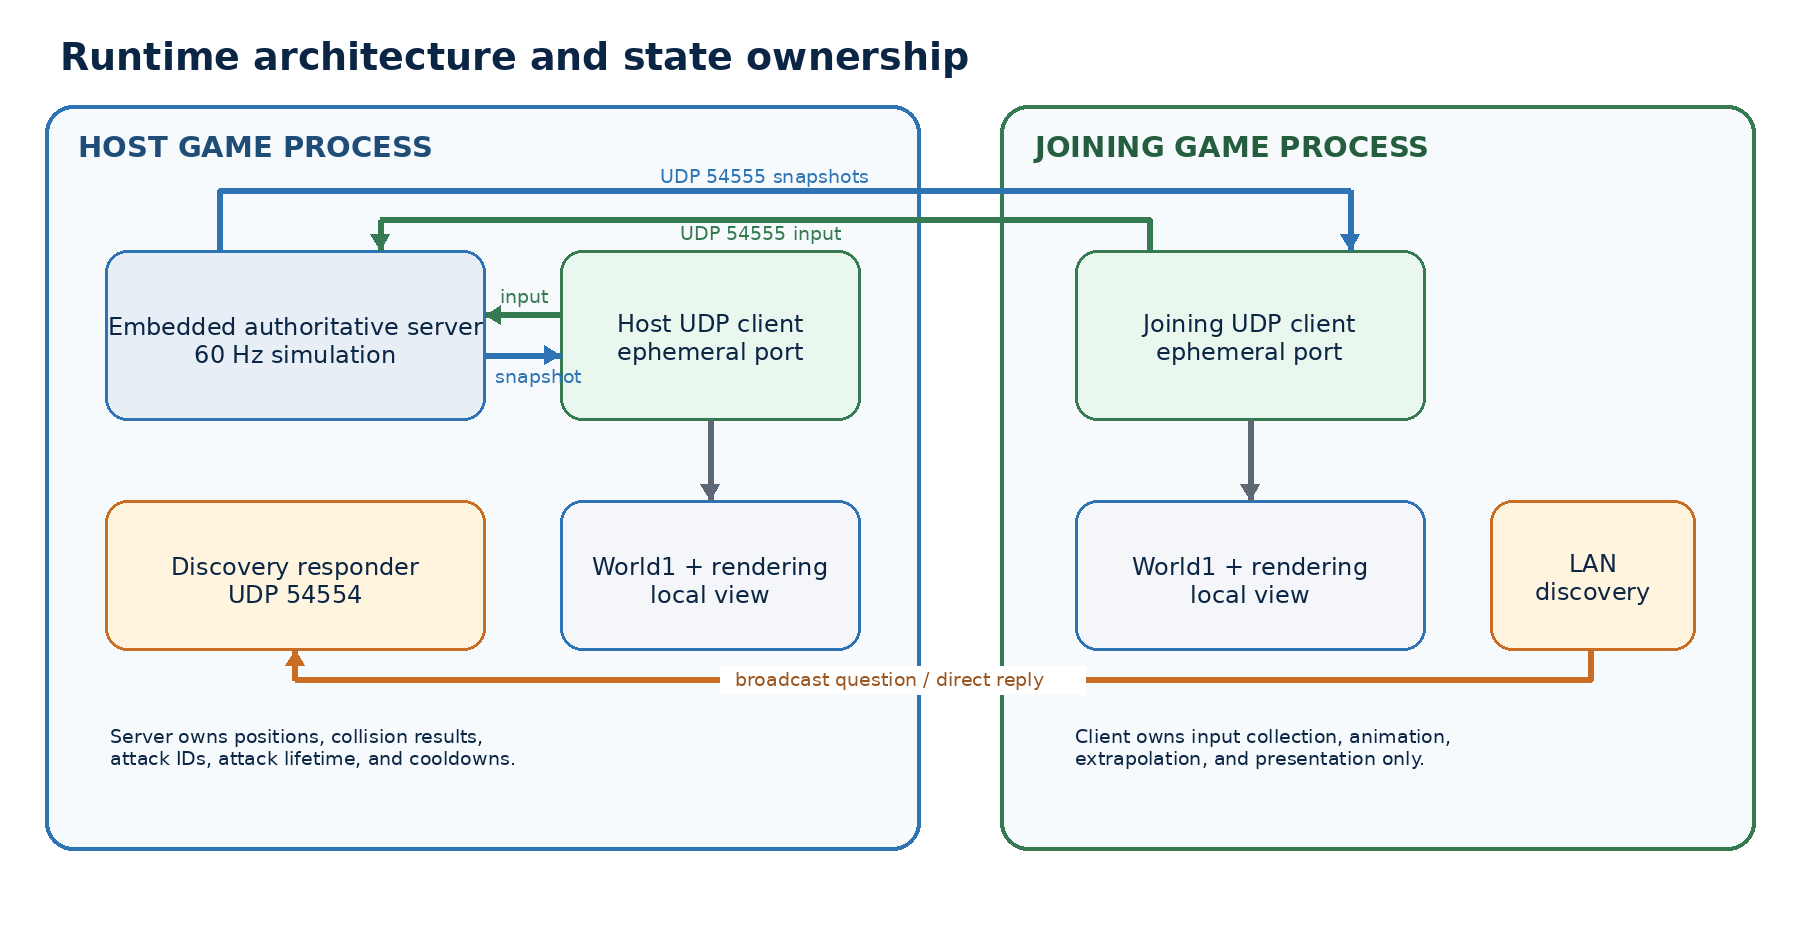 Runtime architecture and state ownership
HOST GAME PROCESS
JOINING GAME PROCESS
UDP 54555 snapshots
UDP 54555 input
input
snapshot
Embedded authoritative server
60 Hz simulation
Host UDP client
ephemeral port
Joining UDP client
ephemeral port
Discovery responder
UDP 54554
World1 + rendering
local view
World1 + rendering
local view
LAN
discovery
broadcast question / direct reply
Server owns positions, collision results,
attack IDs, attack lifetime, and cooldowns.
Client owns input collection, animation,
extrapolation, and presentation only.